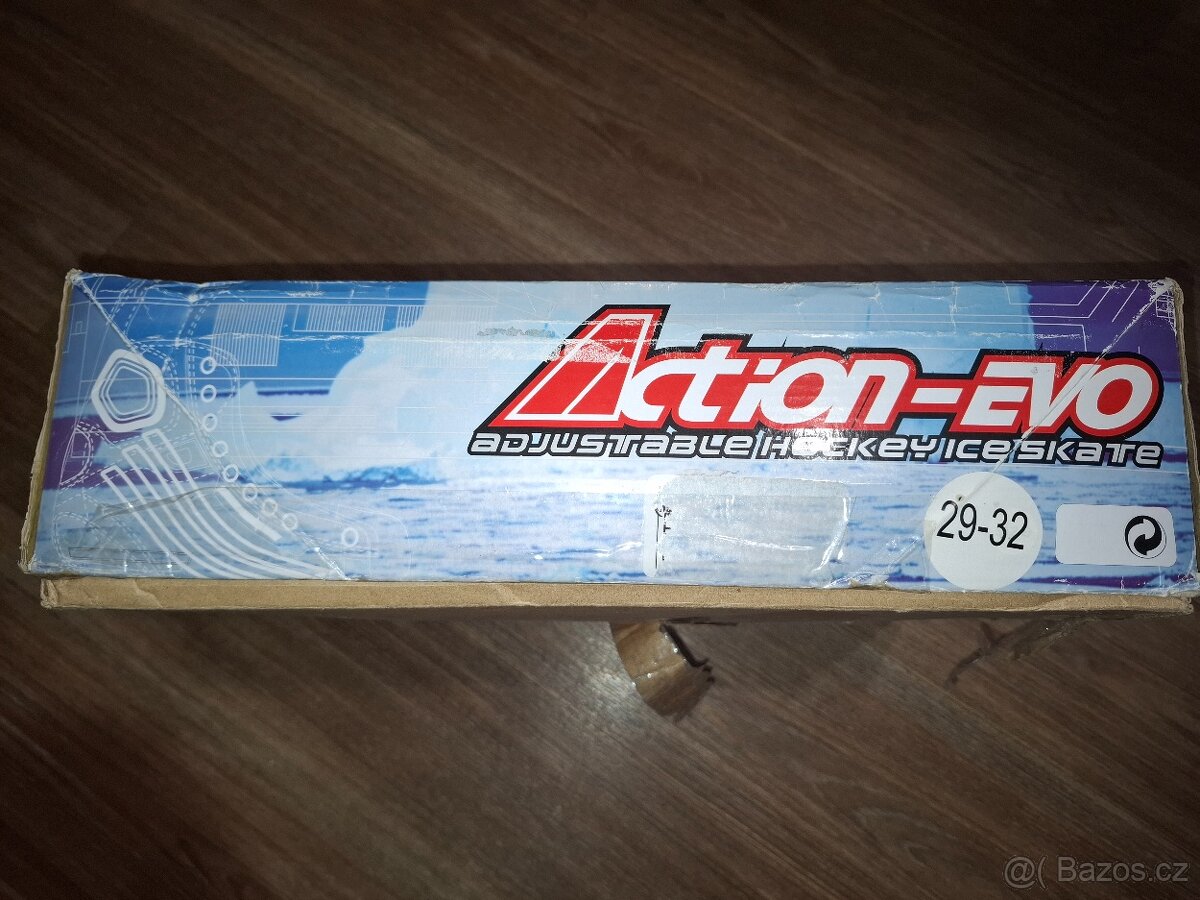 Action-EVO
ADJUSTABLE HOCKEY ICE SKATE
29-32
@( Bazos.cz